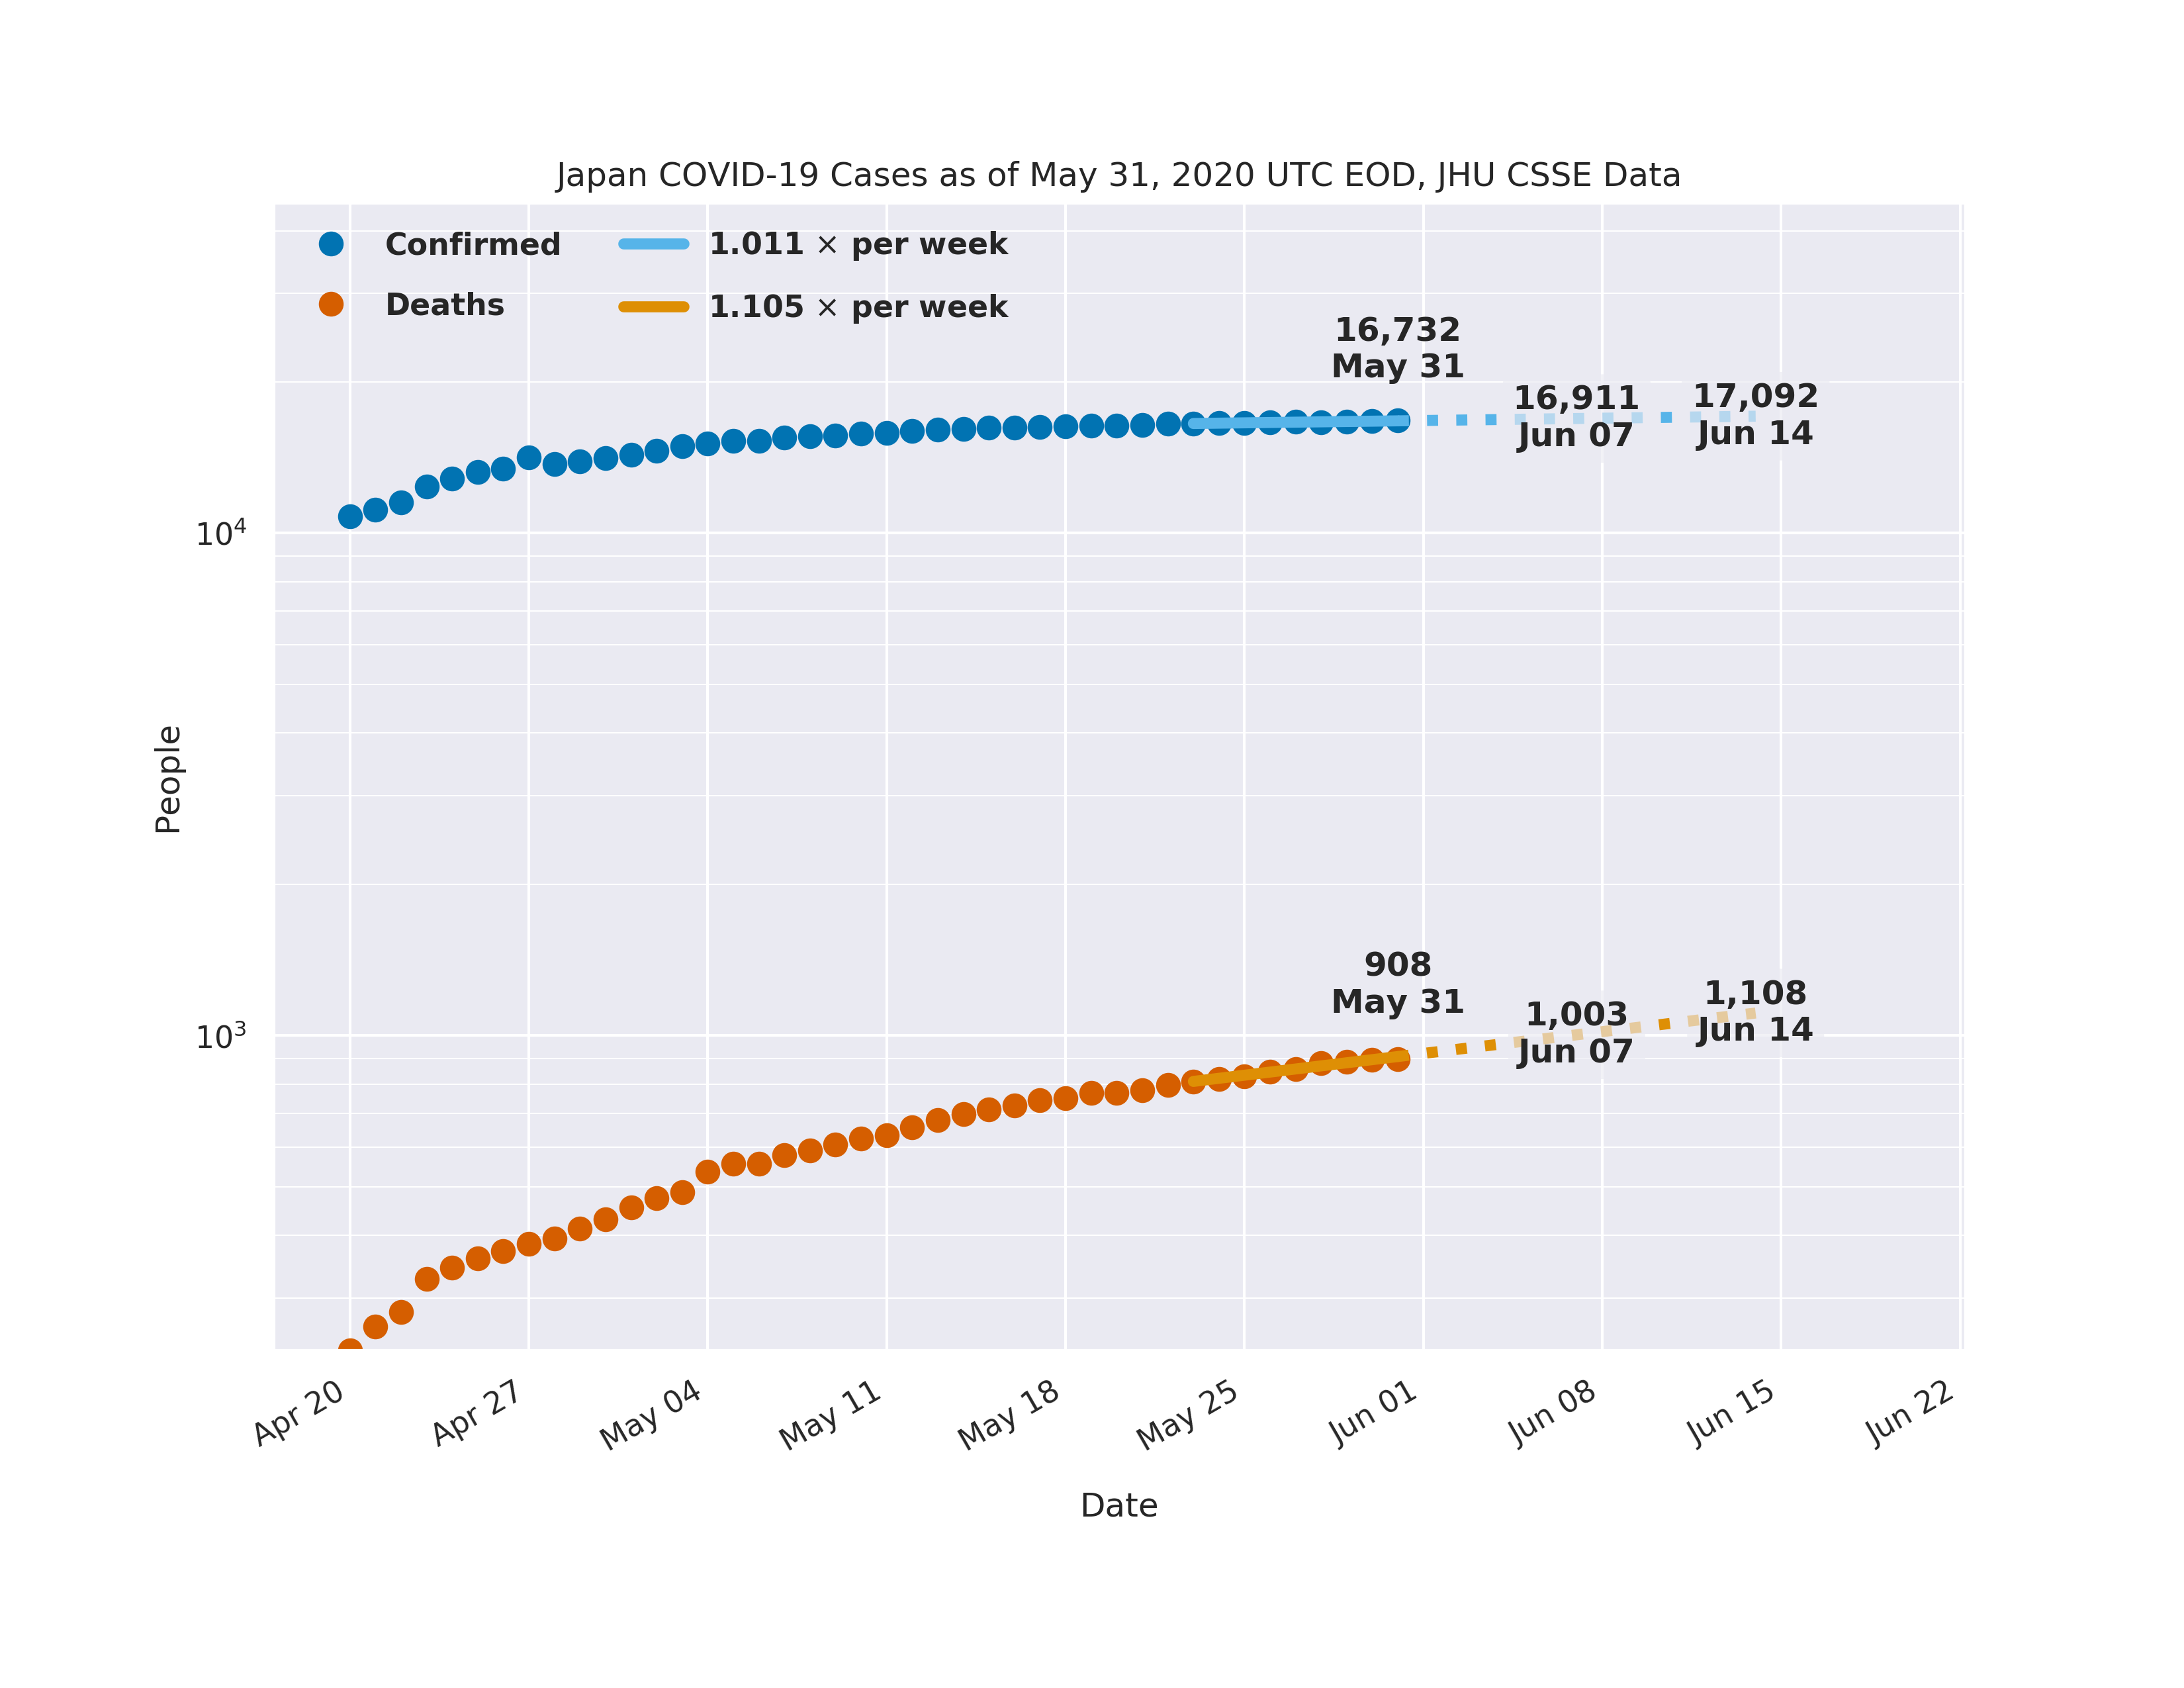 Japan COVID-19 Cases as of May 31, 2020 UTC EOD, JHU CSSE Data
Confirmed
Deaths
1.011 × per week
1.105 × per week
16,732
May 31
16,911
Jun 07
17,092
Jun 14
908
May 31
1,003
Jun 07
1,108
Jun 14
People
10⁴
10³
Apr 20
Apr 27
May 04
May 11
May 18
May 25
Jun 01
Jun 08
Jun 15
Jun 22
Date